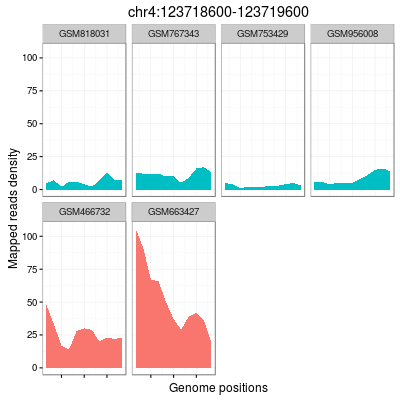 chr4:123718600-123719600
GSM818031 GSM767343 GSM753429 GSM956008
100
75
50
25
0
Mapped reads density
GSM466732 GSM663427
100
75
50
25
0
Genome positions